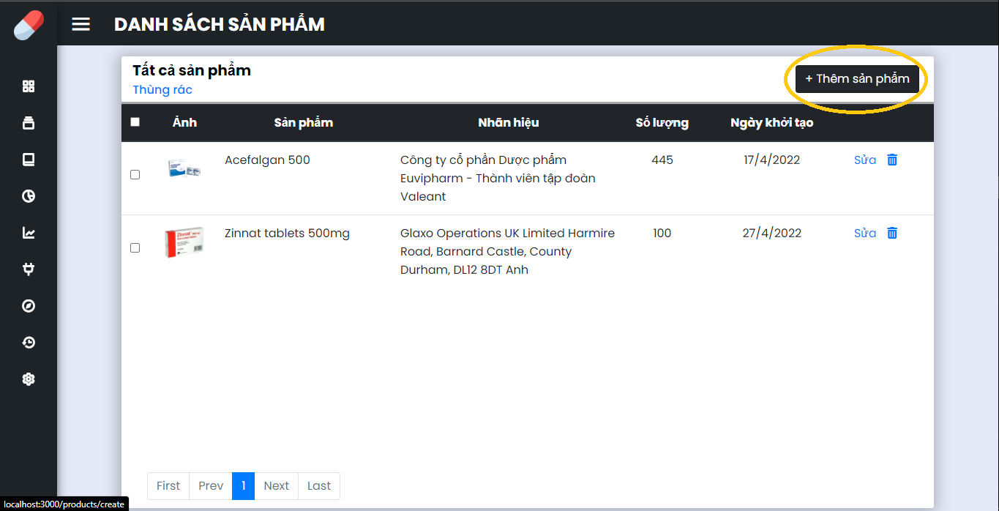 DANH SÁCH SẢN PHẨM
Tất cả sản phẩm
+ Thêm sản phẩm
Thùng rác
Ảnh Sản phẩm Nhãn hiệu Số lượng Ngày khởi tạo
Acefalgan 500 Công ty cổ phần Dược phẩm 445 17/4/2022 Sửa
Euvipharm - Thành viên tập đoàn
Valeant
Zinnat tablets 500mg Glaxo Operations UK Limited Harmire 100 27/4/2022 Sửa
Road, Barnard Castle, County
Durham, DL12 8DT Anh
Zinnat
First Prev 1 Next Last
localhost:3000/products/create